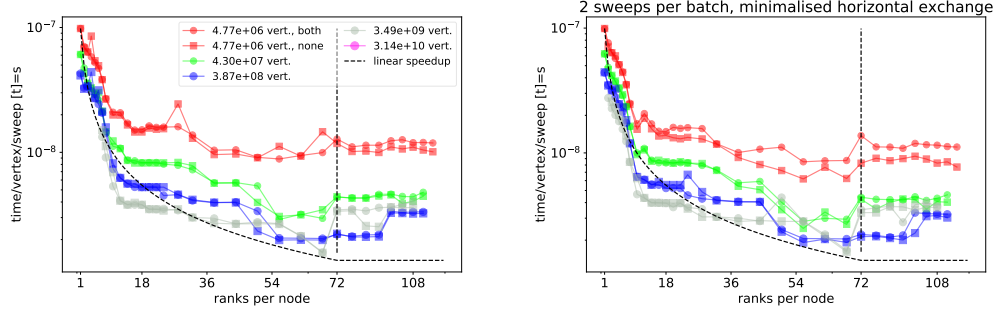 2 sweeps per batch, minimalised horizontal exchange
10⁻⁷
10⁻⁸
time/vertex/sweep [t]=s
4.77e+06 vert., both
4.77e+06 vert., none
4.30e+07 vert.
3.87e+08 vert.
3.49e+09 vert.
3.14e+10 vert.
linear speedup
1
18
36
54
72
108
ranks per node
10⁻⁷
10⁻⁸
time/vertex/sweep [t]=s
1
18
36
54
72
108
ranks per node